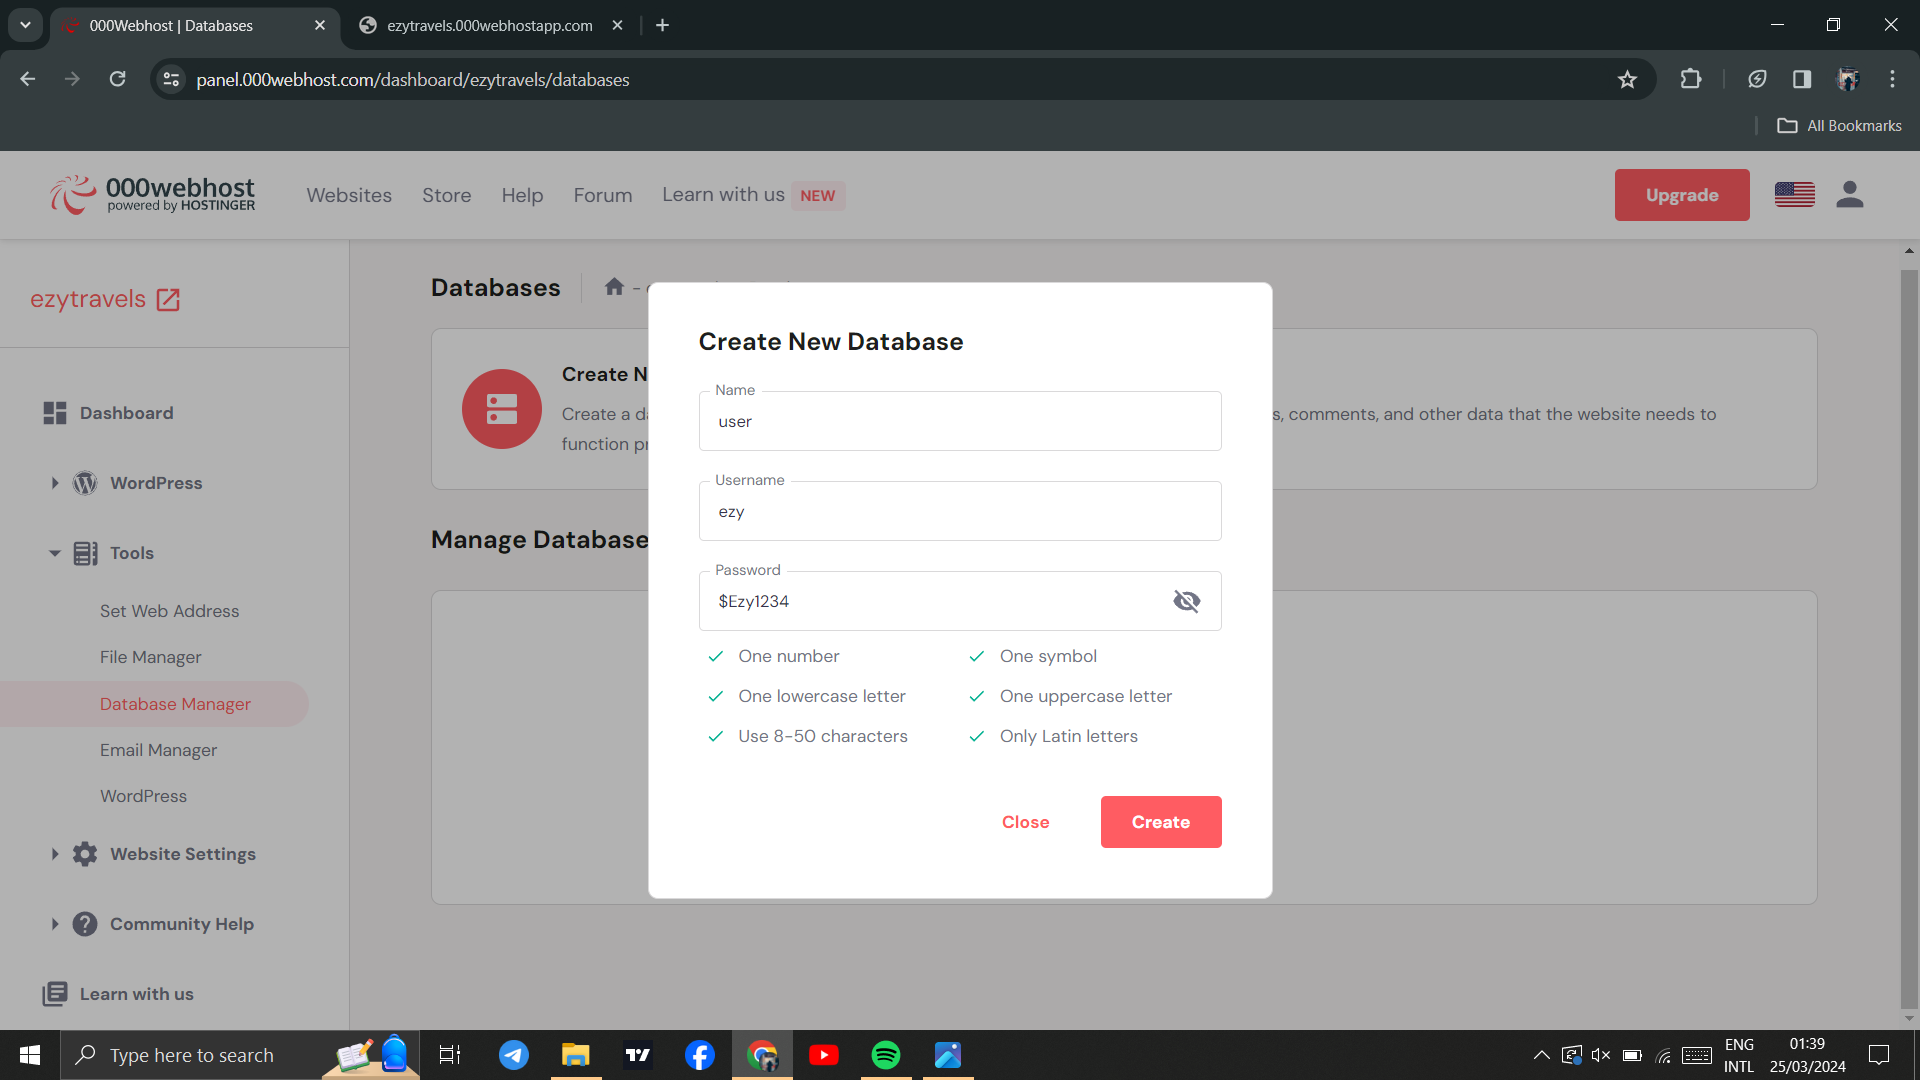 000Webhost | Databases
ezytravels.000webhostapp.com
panel.000webhost.com/dashboard/ezytravels/databases
All Bookmarks
000webhost
powered by HOSTINGER
Websites
Store
Help
Forum
Learn with us NEW
Upgrade
ezytravels
Dashboard
WordPress
Tools
Set Web Address
File Manager
Database Manager
Email Manager
WordPress
Website Settings
Community Help
Learn with us
Databases
-
Create N
Create a da
s, comments, and other data that the website needs to
function pr
Manage Database
Create New Database
Name
user
Username
ezy
Password
$Ezy1234
One number
One symbol
One lowercase letter
One uppercase letter
Use 8-50 characters
Only Latin letters
Close
Create
Type here to search
ENG
INTL
01:39
25/03/2024